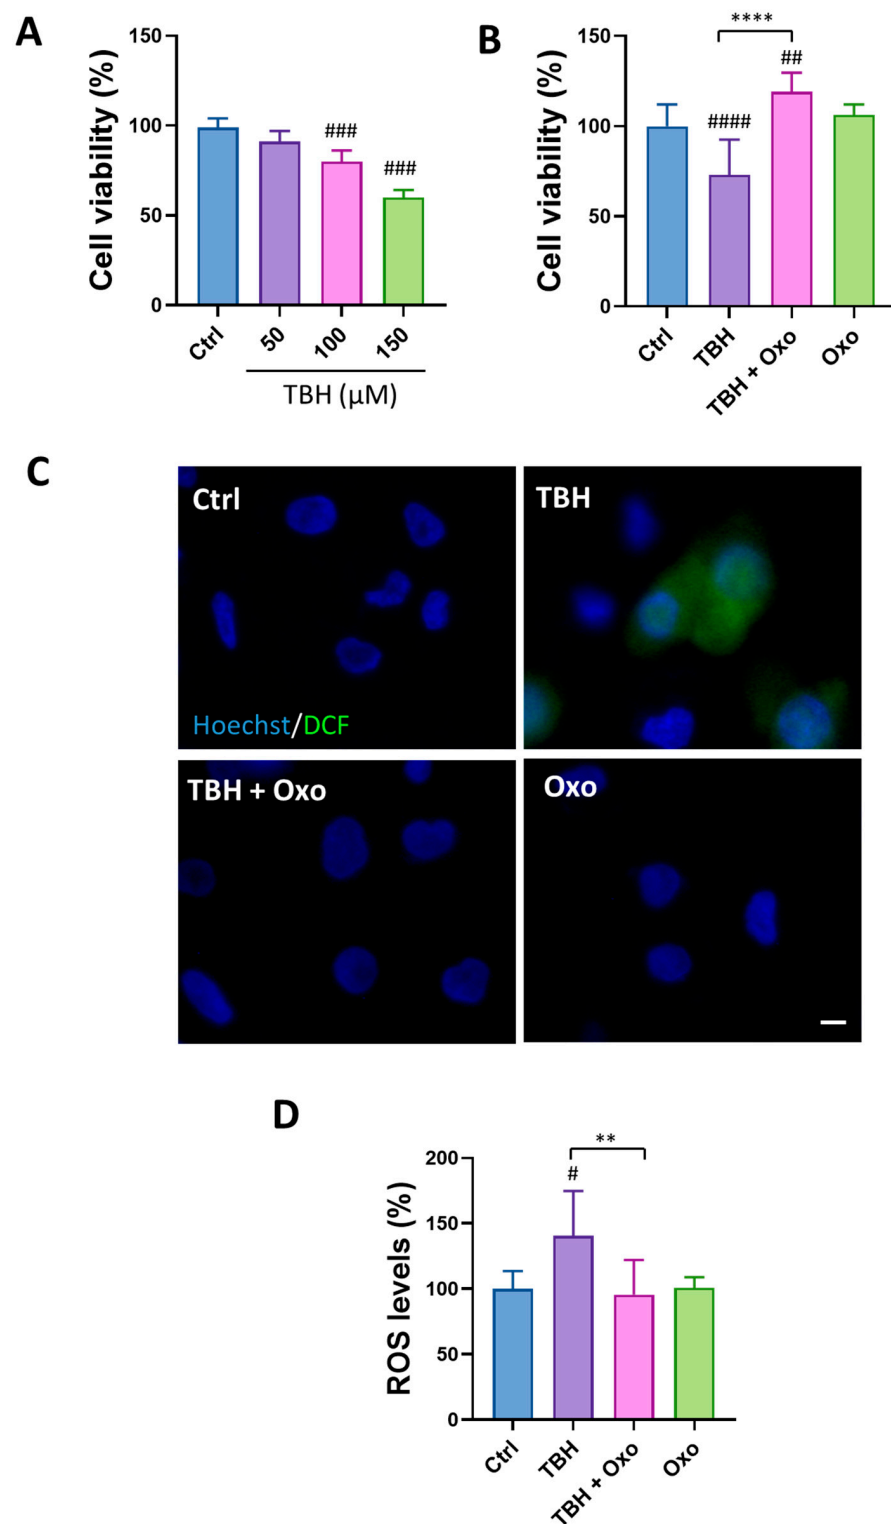 A
Cell viability (%)
150
100
50
0
###
###
Ctrl
50
100
150
TBH (µM)
B
Cell viability (%)
150
100
50
0
####
****
##
Ctrl
TBH
TBH + Oxo
Oxo
C
Ctrl
Hoechst/DCF
TBH
TBH + Oxo
Oxo
D
ROS levels (%)
200
150
100
50
0
#
**
Ctrl
TBH
TBH + Oxo
Oxo